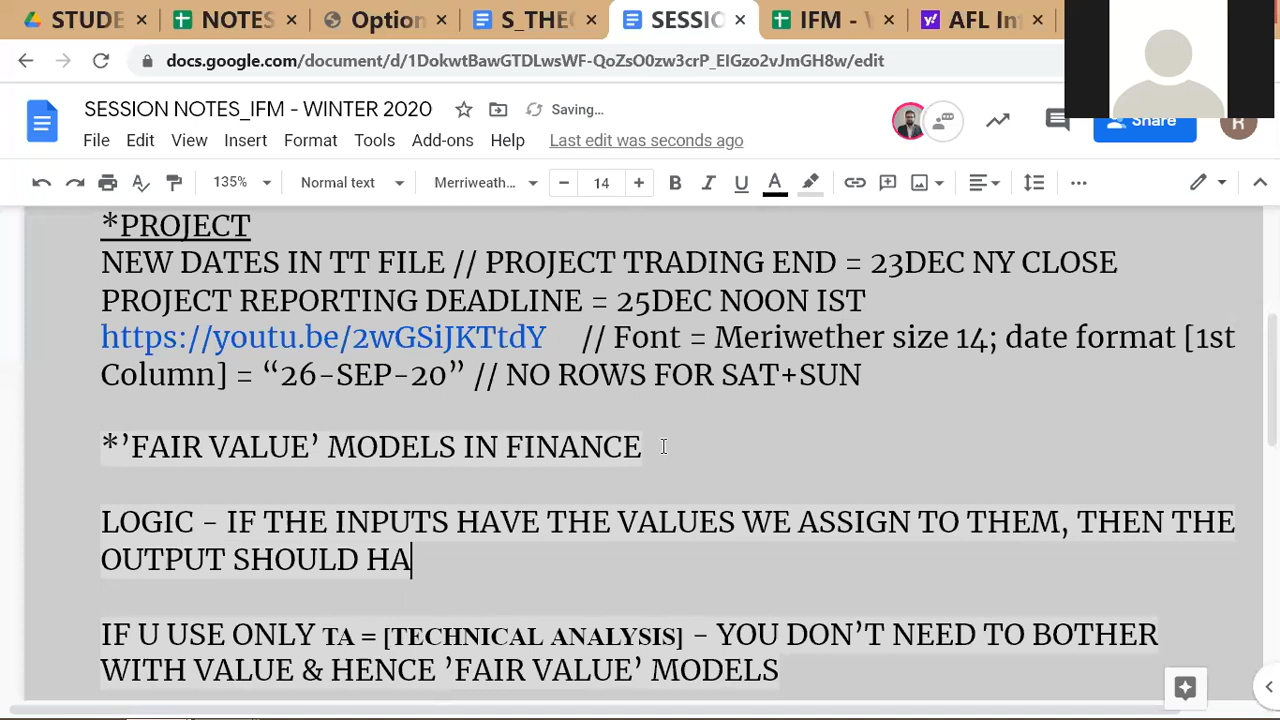 STUDE
NOTES
Option
S_THEO
SESSIO
IFM - V
AFL In
docs.google.com/document/d/1DokwtBawGTDLwsWF-QoZsO0zw3crP_EIGzo2vJmGH8w/edit
SESSION NOTES_IFM - WINTER 2020 Saving...
File Edit View Insert Format Tools Add-ons Help Last edit was seconds ago
Share R
135% Normal text Merriweath... 14 B I U A
*PROJECT
NEW DATES IN TT FILE // PROJECT TRADING END = 23DEC NY CLOSE
PROJECT REPORTING DEADLINE = 25DEC NOON IST
https://youtu.be/2wGSiJKTtdY // Font = Meriwether size 14; date format [1st
Column] = “26-SEP-20” // NO ROWS FOR SAT+SUN
*’FAIR VALUE’ MODELS IN FINANCE
LOGIC - IF THE INPUTS HAVE THE VALUES WE ASSIGN TO THEM, THEN THE
OUTPUT SHOULD HA
IF U USE ONLY TA = [TECHNICAL ANALYSIS] - YOU DON’T NEED TO BOTHER
WITH VALUE & HENCE ’FAIR VALUE’ MODELS